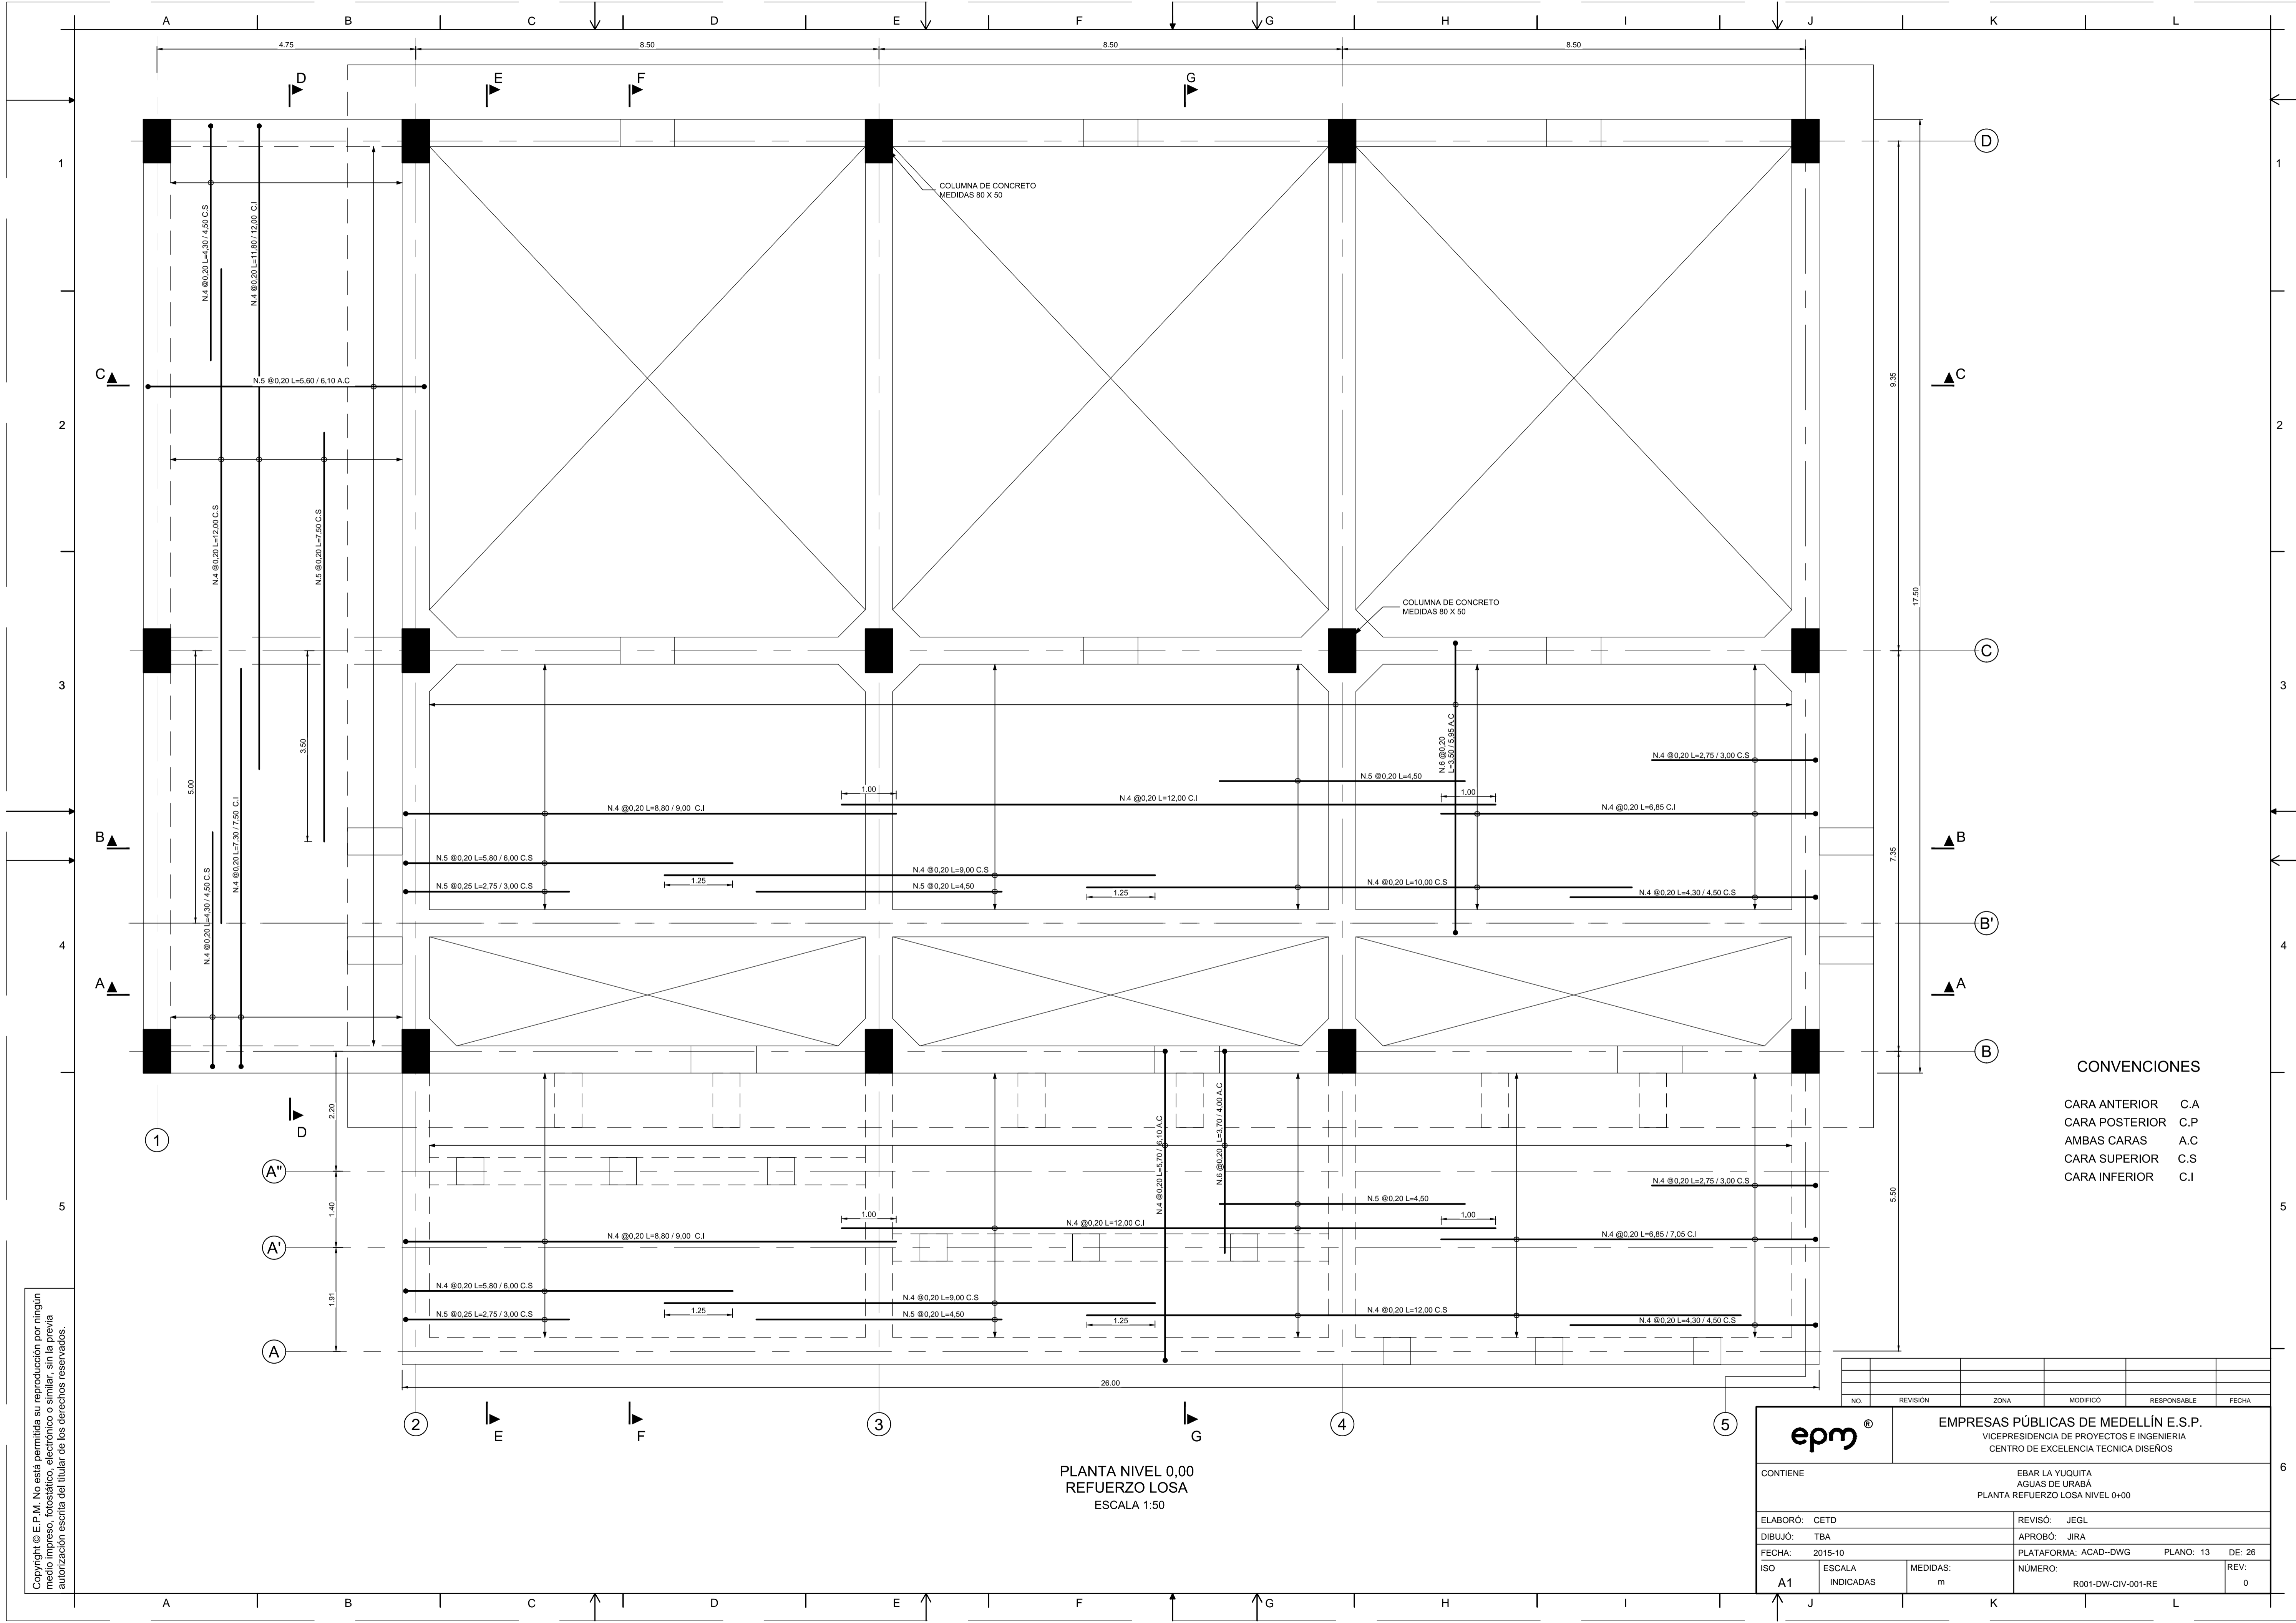 A B C D E F G H I J K L
4.75 8.50 8.50 8.50
D E F G
1 1
D
COLUMNA DE CONCRETO
MEDIDAS 80 X 50
N.4 @0,20 L=4,30 / 4,50 C.S
N.4 @0,20 L=11,80 / 12,00 C.I
C C
N.5 @0,20 L=5,60 / 6,10 A.C
9.35
2 2
N.4 @0,20 L=12,00 C.S
N.5 @0,20 L=7,50 C.S
17.50
COLUMNA DE CONCRETO
MEDIDAS 80 X 50
C
3 3
5.00
3.50
N.6 @0,20
L=3,50 / 5,95 A.C
N.4 @0,20 L=2,75 / 3,00 C.S
N.5 @0,20 L=4,50
1.00
N.4 @0,20 L=12,00 C.I
1.00
N.4 @0,20 L=8,80 / 9,00 C.I
N.4 @0,20 L=6,85 C.I
N.4 @0,20 L=7,30 / 7,50 C.I
B B
7.35
N.5 @0,20 L=5,80 / 6,00 C.S
N.4 @0,20 L=9,00 C.S
1.25
N.5 @0,25 L=2,75 / 3,00 C.S
N.5 @0,20 L=4,50
N.4 @0,20 L=10,00 C.S
1.25
N.4 @0,20 L=4,30 / 4,50 C.S
N.4 @0,20 L=4,30 / 4,50 C.S
B'
4 4
A A
B
CONVENCIONES
CARA ANTERIOR C.A
CARA POSTERIOR C.P
AMBAS CARAS A.C
CARA SUPERIOR C.S
CARA INFERIOR C.I
2.20
D
1
N.4 @0,20 L=5,70 / 6,10 A.C
N.6 @0,20 L=3,70 / 4,00 A.C
A"
N.4 @0,20 L=2,75 / 3,00 C.S
5.50
5 5
1.40
N.5 @0,20 L=4,50
1.00
N.4 @0,20 L=12,00 C.I
1,00
N.4 @0,20 L=8,80 / 9,00 C.I
N.4 @0,20 L=6,85 / 7,05 C.I
A'
1.91
N.4 @0,20 L=5,80 / 6,00 C.S
N.4 @0,20 L=9,00 C.S
1.25
N.5 @0,25 L=2,75 / 3,00 C.S
N.5 @0,20 L=4,50
N.4 @0,20 L=12,00 C.S
1.25
N.4 @0,20 L=4,30 / 4,50 C.S
A
26.00
2 3 4 5
E F G
PLANTA NIVEL 0,00
REFUERZO LOSA
ESCALA 1:50
Copyright © E.P.M. No está permitida su reproducción por ningún
medio impreso, fotostático, electrónico o similar, sin la previa
autorización escrita del titular de los derechos reservados.
NO. REVISIÓN ZONA MODIFICÓ RESPONSABLE FECHA
epm ®
EMPRESAS PÚBLICAS DE MEDELLÍN E.S.P.
VICEPRESIDENCIA DE PROYECTOS E INGENIERIA
CENTRO DE EXCELENCIA TECNICA DISEÑOS
6
CONTIENE
EBAR LA YUQUITA
AGUAS DE URABÁ
PLANTA REFUERZO LOSA NIVEL 0+00
ELABORÓ: CETD REVISÓ: JEGL
DIBUJÓ: TBA APROBÓ: JIRA
FECHA: 2015-10 PLATAFORMA: ACAD--DWG PLANO: 13 DE: 26
ISO ESCALA MEDIDAS: NÚMERO: REV:
A1 INDICADAS m R001-DW-CIV-001-RE 0
A B C D E F G H I J K L